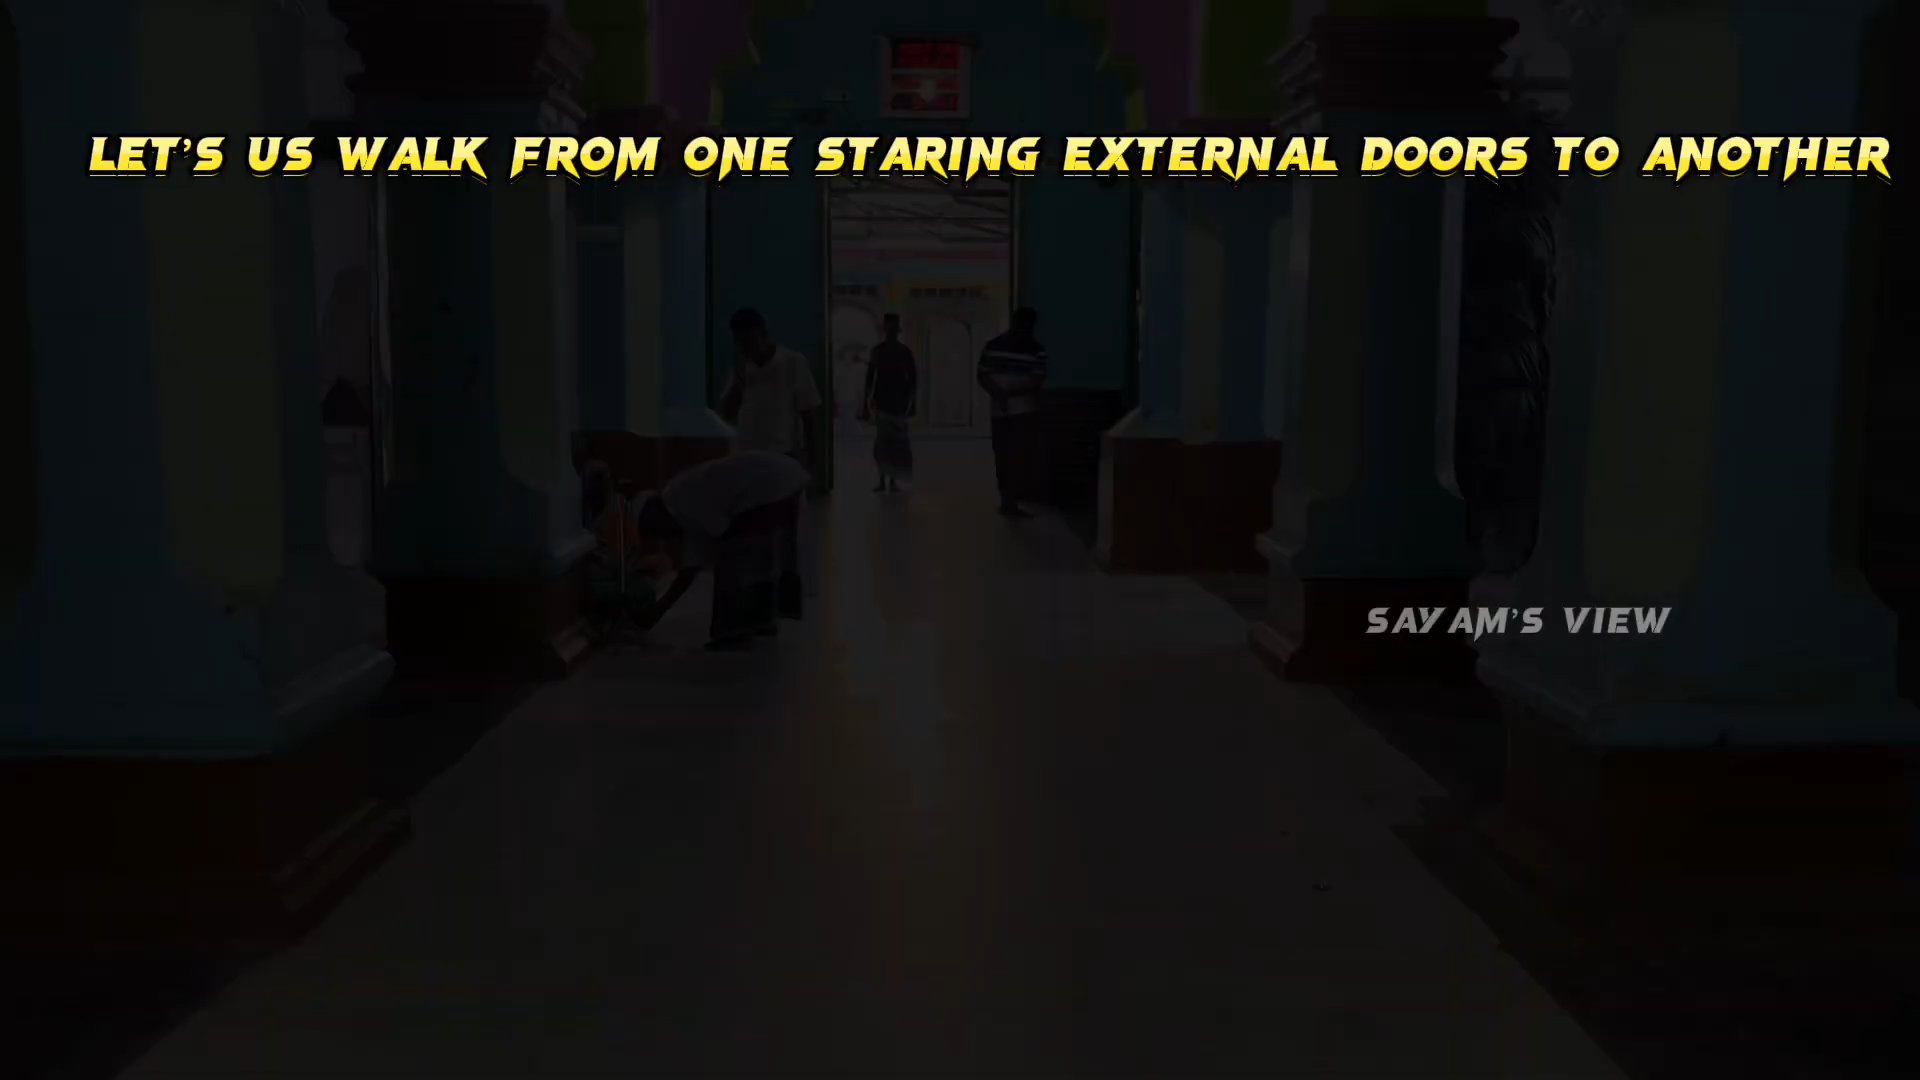 LET'S US WALK FROM ONE STARING EXTERNAL DOORS TO ANOTHER
SAYAM'S VIEW